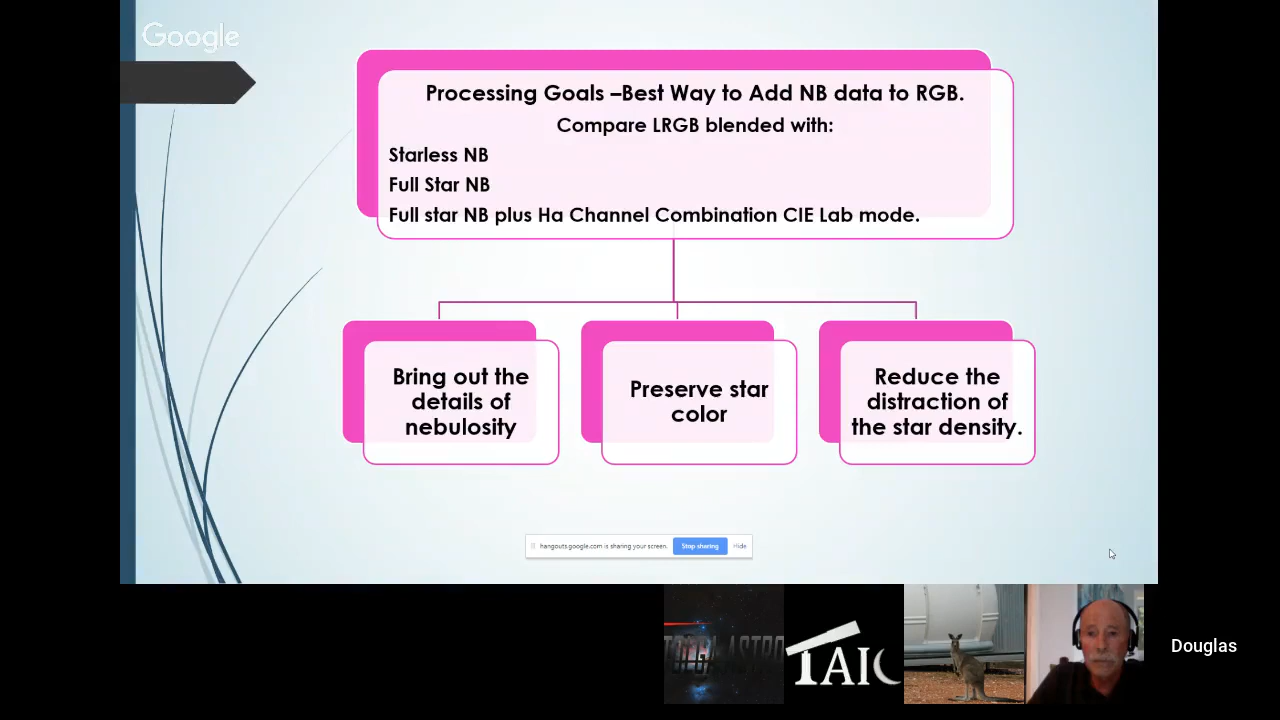 Google
Processing Goals –Best Way to Add NB data to RGB.
Compare LRGB blended with:
Starless NB
Full Star NB
Full star NB plus Ha Channel Combination CIE Lab mode.
Bring out the
details of
nebulosity
Preserve star
color
Reduce the
distraction of
the star density.
hangouts.google.com is sharing your screen. Stop sharing Hide
TAIC
Douglas